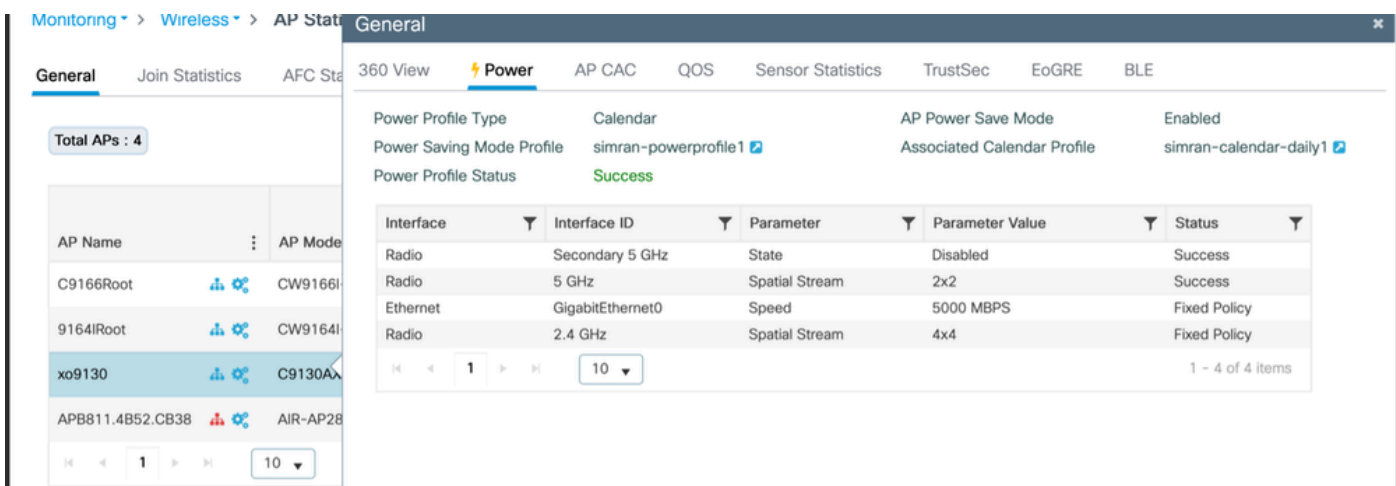 Monitoring > Wireless > AP Stati
General Join Statistics AFC Sta
Total APs : 4
AP Name AP Mode
C9166Root CW9166I-
9164IRoot CW9164I-
xo9130 C9130AX
APB811.4B52.CB38 AIR-AP28
1 10
General
360 View Power AP CAC QOS Sensor Statistics TrustSec EoGRE BLE
Power Profile Type Calendar AP Power Save Mode Enabled
Power Saving Mode Profile simran-powerprofile1 Associated Calendar Profile simran-calendar-daily1
Power Profile Status Success
Interface Interface ID Parameter Parameter Value Status
Radio Secondary 5 GHz State Disabled Success
Radio 5 GHz Spatial Stream 2x2 Success
Ethernet GigabitEthernet0 Speed 5000 MBPS Fixed Policy
Radio 2.4 GHz Spatial Stream 4x4 Fixed Policy
1 10 1 - 4 of 4 items